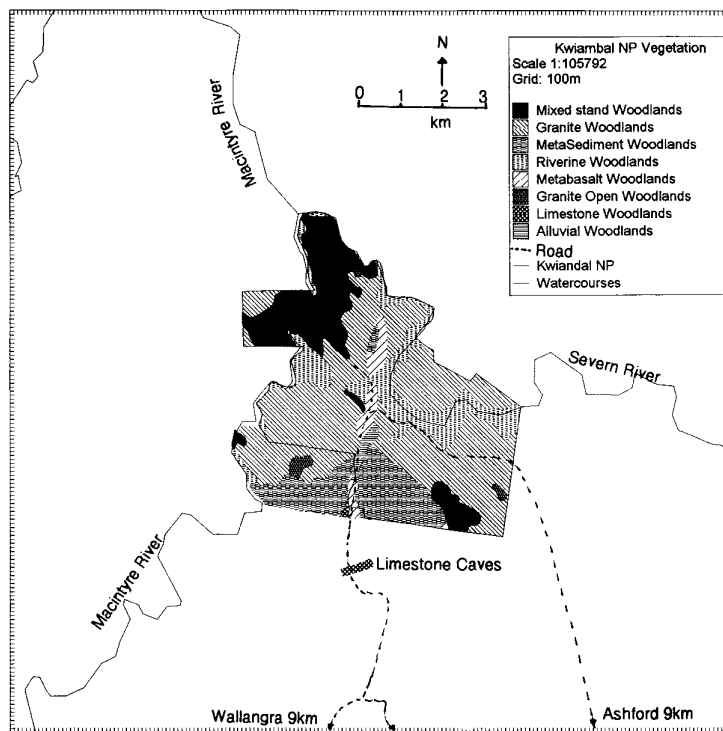 Kwiambal NP Vegetation
Scale 1:105792
Grid: 100m
Mixed stand Woodlands
Granite Woodlands
MetaSediment Woodlands
Riverine Woodlands
Metabasalt Woodlands
Granite Open Woodlands
Limestone Woodlands
Alluvial Woodlands
Road
Kwiandal NP
Watercourses
N
0 1 2 3
km
Macintyre River
Severn River
Macintyre River
Limestone Caves
Wallangra 9km
Ashford 9km